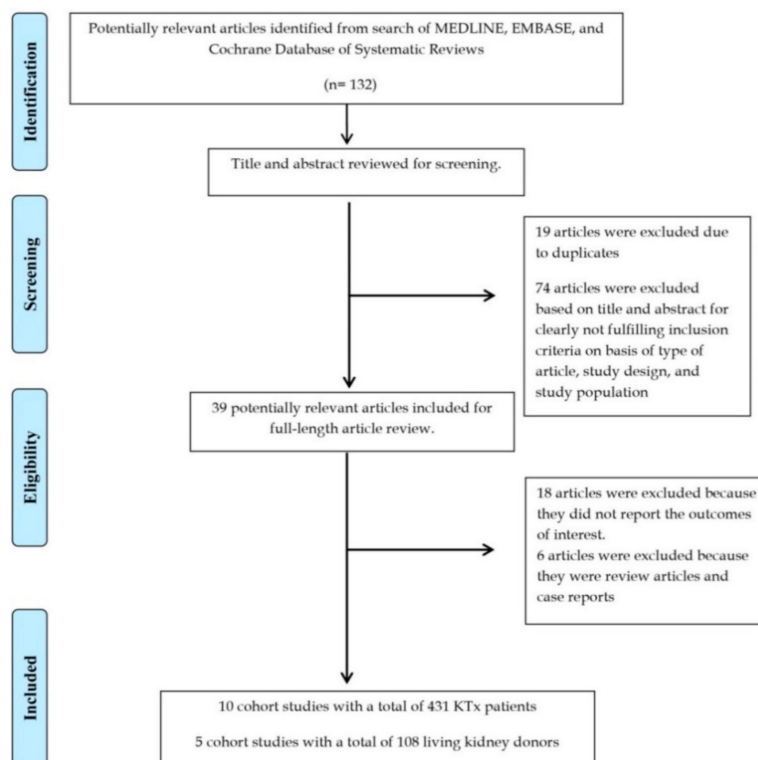 Identification
Potentially relevant articles identified from search of MEDLINE, EMBASE, and
Cochrane Database of Systematic Reviews
(n= 132)
Title and abstract reviewed for screening.
Screening
19 articles were excluded due
to duplicates
74 articles were excluded
based on title and abstract for
clearly not fulfilling inclusion
criteria on basis of type of
article, study design, and
study population
Eligibility
39 potentially relevant articles included for
full-length article review.
18 articles were excluded because
they did not report the outcomes
of interest.
6 articles were excluded because
they were review articles and
case reports
Included
10 cohort studies with a total of 431 KTx patients
5 cohort studies with a total of 108 living kidney donors